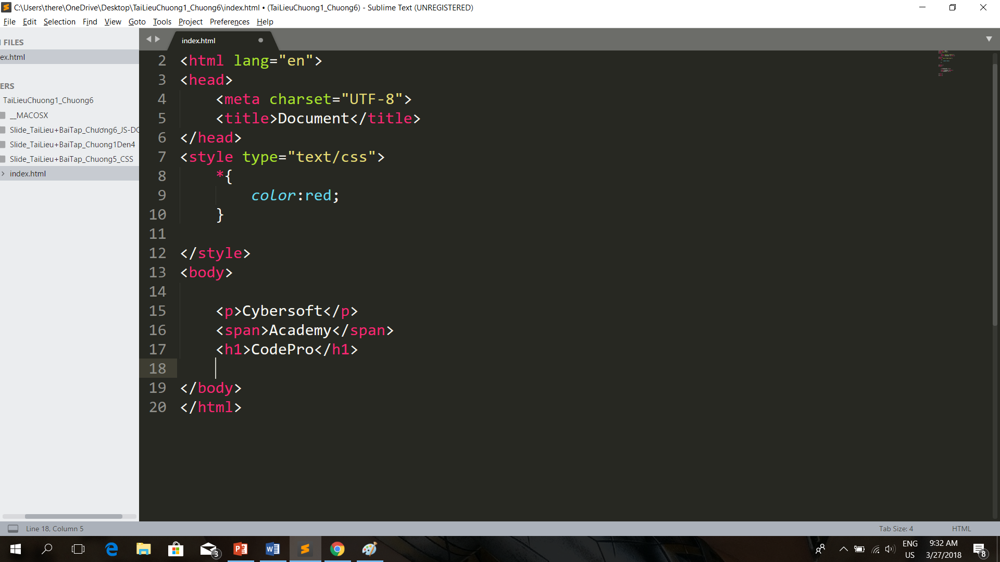 C:\Users\there\OneDrive\Desktop\TaiLieuChuong1_Chuong6\index.html • (TaiLieuChuong1_Chuong6) - Sublime Text (UNREGISTERED)
File Edit Selection Find View Goto Tools Project Preferences Help
FILES
ex.html
ERS
TaiLieuChuong1_Chuong6
__MACOSX
Slide_TaiLieu+BaiTap_Chương6_JS-DO
Slide_TaiLieu+BaiTap_Chuong1Den4
Slide_TaiLieu+BaiTap_Chuong5_CSS
index.html
index.html
2 <html lang="en">
3 <head>
4 <meta charset="UTF-8">
5 <title>Document</title>
6 </head>
7 <style type="text/css">
8 *{
9 color:red;
10 }
11
12 </style>
13 <body>
14
15 <p>Cybersoft</p>
16 <span>Academy</span>
17 <h1>CodePro</h1>
18
19 </body>
20 </html>
Line 18, Column 5
Tab Size: 4
HTML
3
ENG
US
9:32 AM
3/27/2018
8